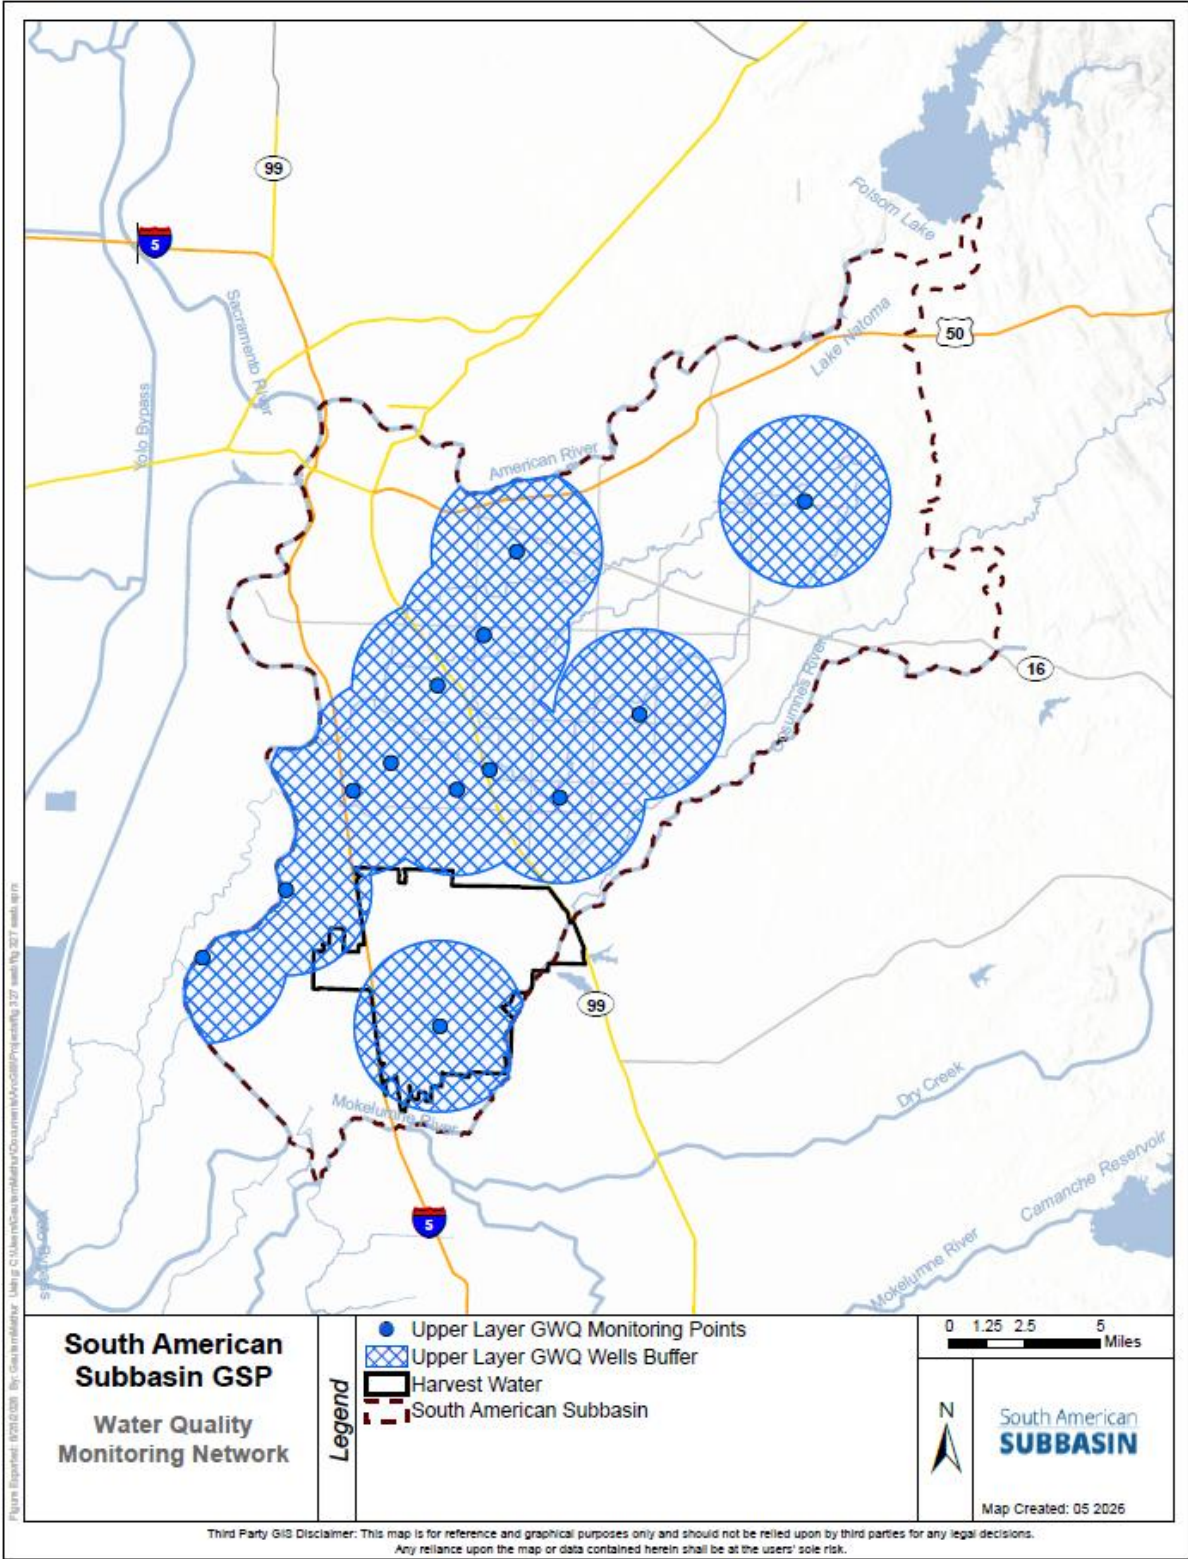 99
5
Folsom Lake
Sacramento River
Lake Natoma
50
Yolo Bypass
American River
16
Cosumnes River
99
Mokelumne River
Dry Creek
Camanche Reservoir
5
Mokelumne River
Yolo Bypass
South American
Subbasin GSP
Water Quality
Monitoring Network
Legend
Upper Layer GWQ Monitoring Points
Upper Layer GWQ Wells Buffer
Harvest Water
South American Subbasin
0 1.25 2.5 5
Miles
N
South American
SUBBASIN
Map Created: 05 2026
Third Party GIS Disclaimer: This map is for reference and graphical purposes only and should not be relied upon by third parties for any legal decisions.
Any reliance upon the map or data contained herein shall be at the users' sole risk.